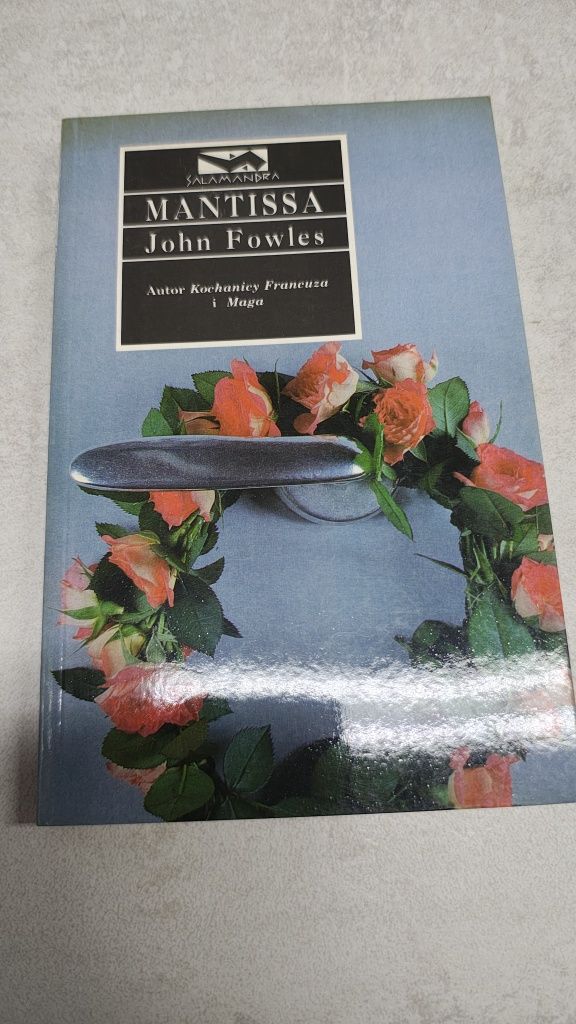 SALAMANDRA
MANTISSA
John Fowles
Autor Kochanicy Francuza
i Maga